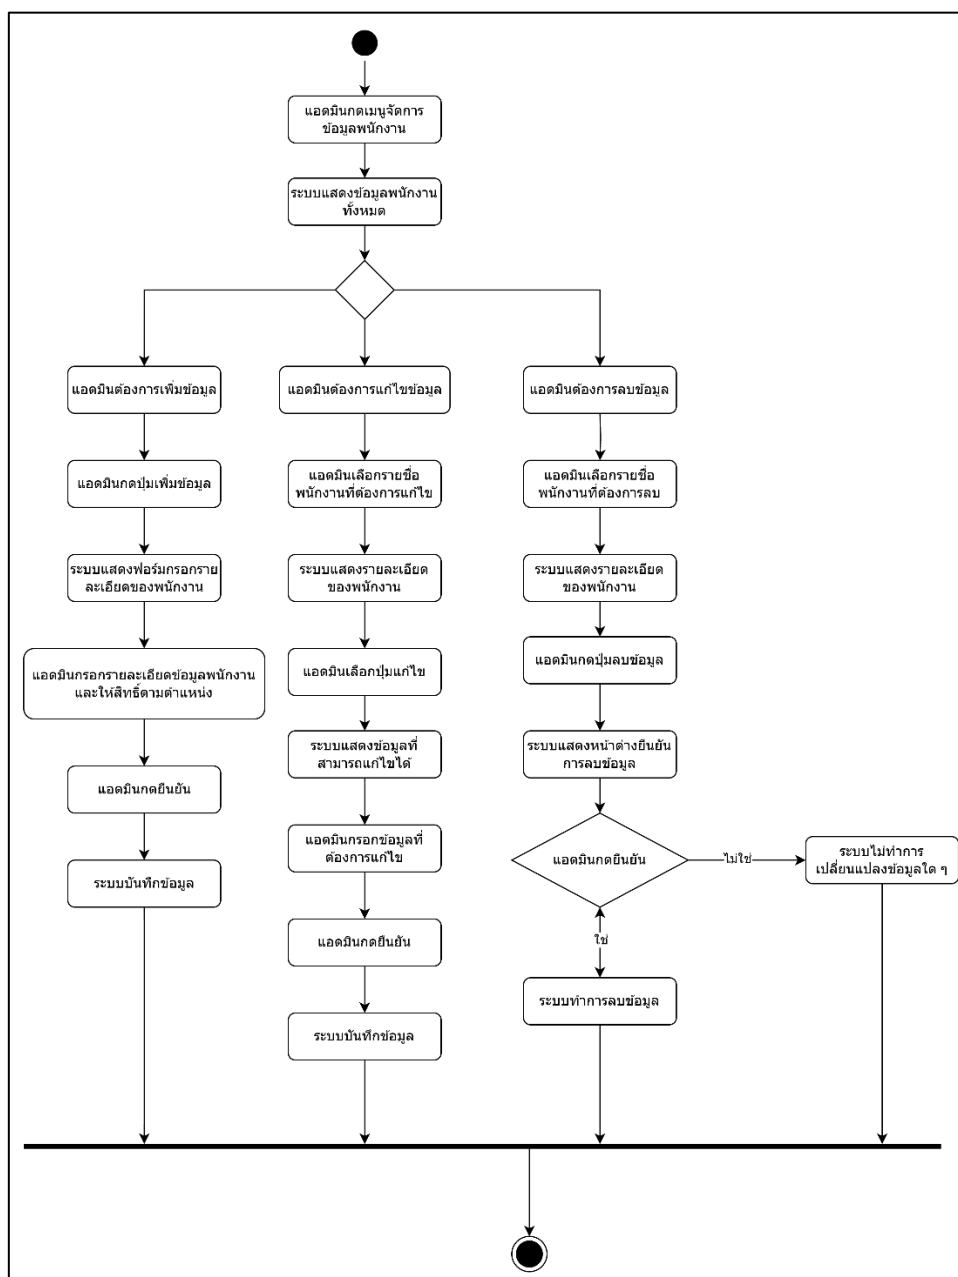 แอดมินกดเมนูจัดการ
ข้อมูลพนักงาน
ระบบแสดงข้อมูลพนักงาน
ทั้งหมด
แอดมินต้องการเพิ่มข้อมูล
แอดมินกดปุ่มเพิ่มข้อมูล
ระบบแสดงฟอร์มกรอกราย
ละเอียดของพนักงาน
แอดมินกรอกรายละเอียดข้อมูลพนักงาน
และให้สิทธิ์ตามตำแหน่ง
แอดมินกดยืนยัน
ระบบบันทึกข้อมูล
แอดมินต้องการแก้ไขข้อมูล
แอดมินเลือกรายชื่อ
พนักงานที่ต้องการแก้ไข
ระบบแสดงรายละเอียด
ของพนักงาน
แอดมินเลือกปุ่มแก้ไข
ระบบแสดงข้อมูลที่
สามารถแก้ไขได้
แอดมินกรอกข้อมูลที่
ต้องการแก้ไข
แอดมินกดยืนยัน
ระบบบันทึกข้อมูล
แอดมินต้องการลบข้อมูล
แอดมินเลือกรายชื่อ
พนักงานที่ต้องการลบ
ระบบแสดงรายละเอียด
ของพนักงาน
แอดมินกดปุ่มลบข้อมูล
ระบบแสดงหน้าต่างยืนยัน
การลบข้อมูล
แอดมินกดยืนยัน
ไม่ใช่
ระบบไม่ทำการ
เปลี่ยนแปลงข้อมูลใด ๆ
ใช่
ระบบทำการลบข้อมูล